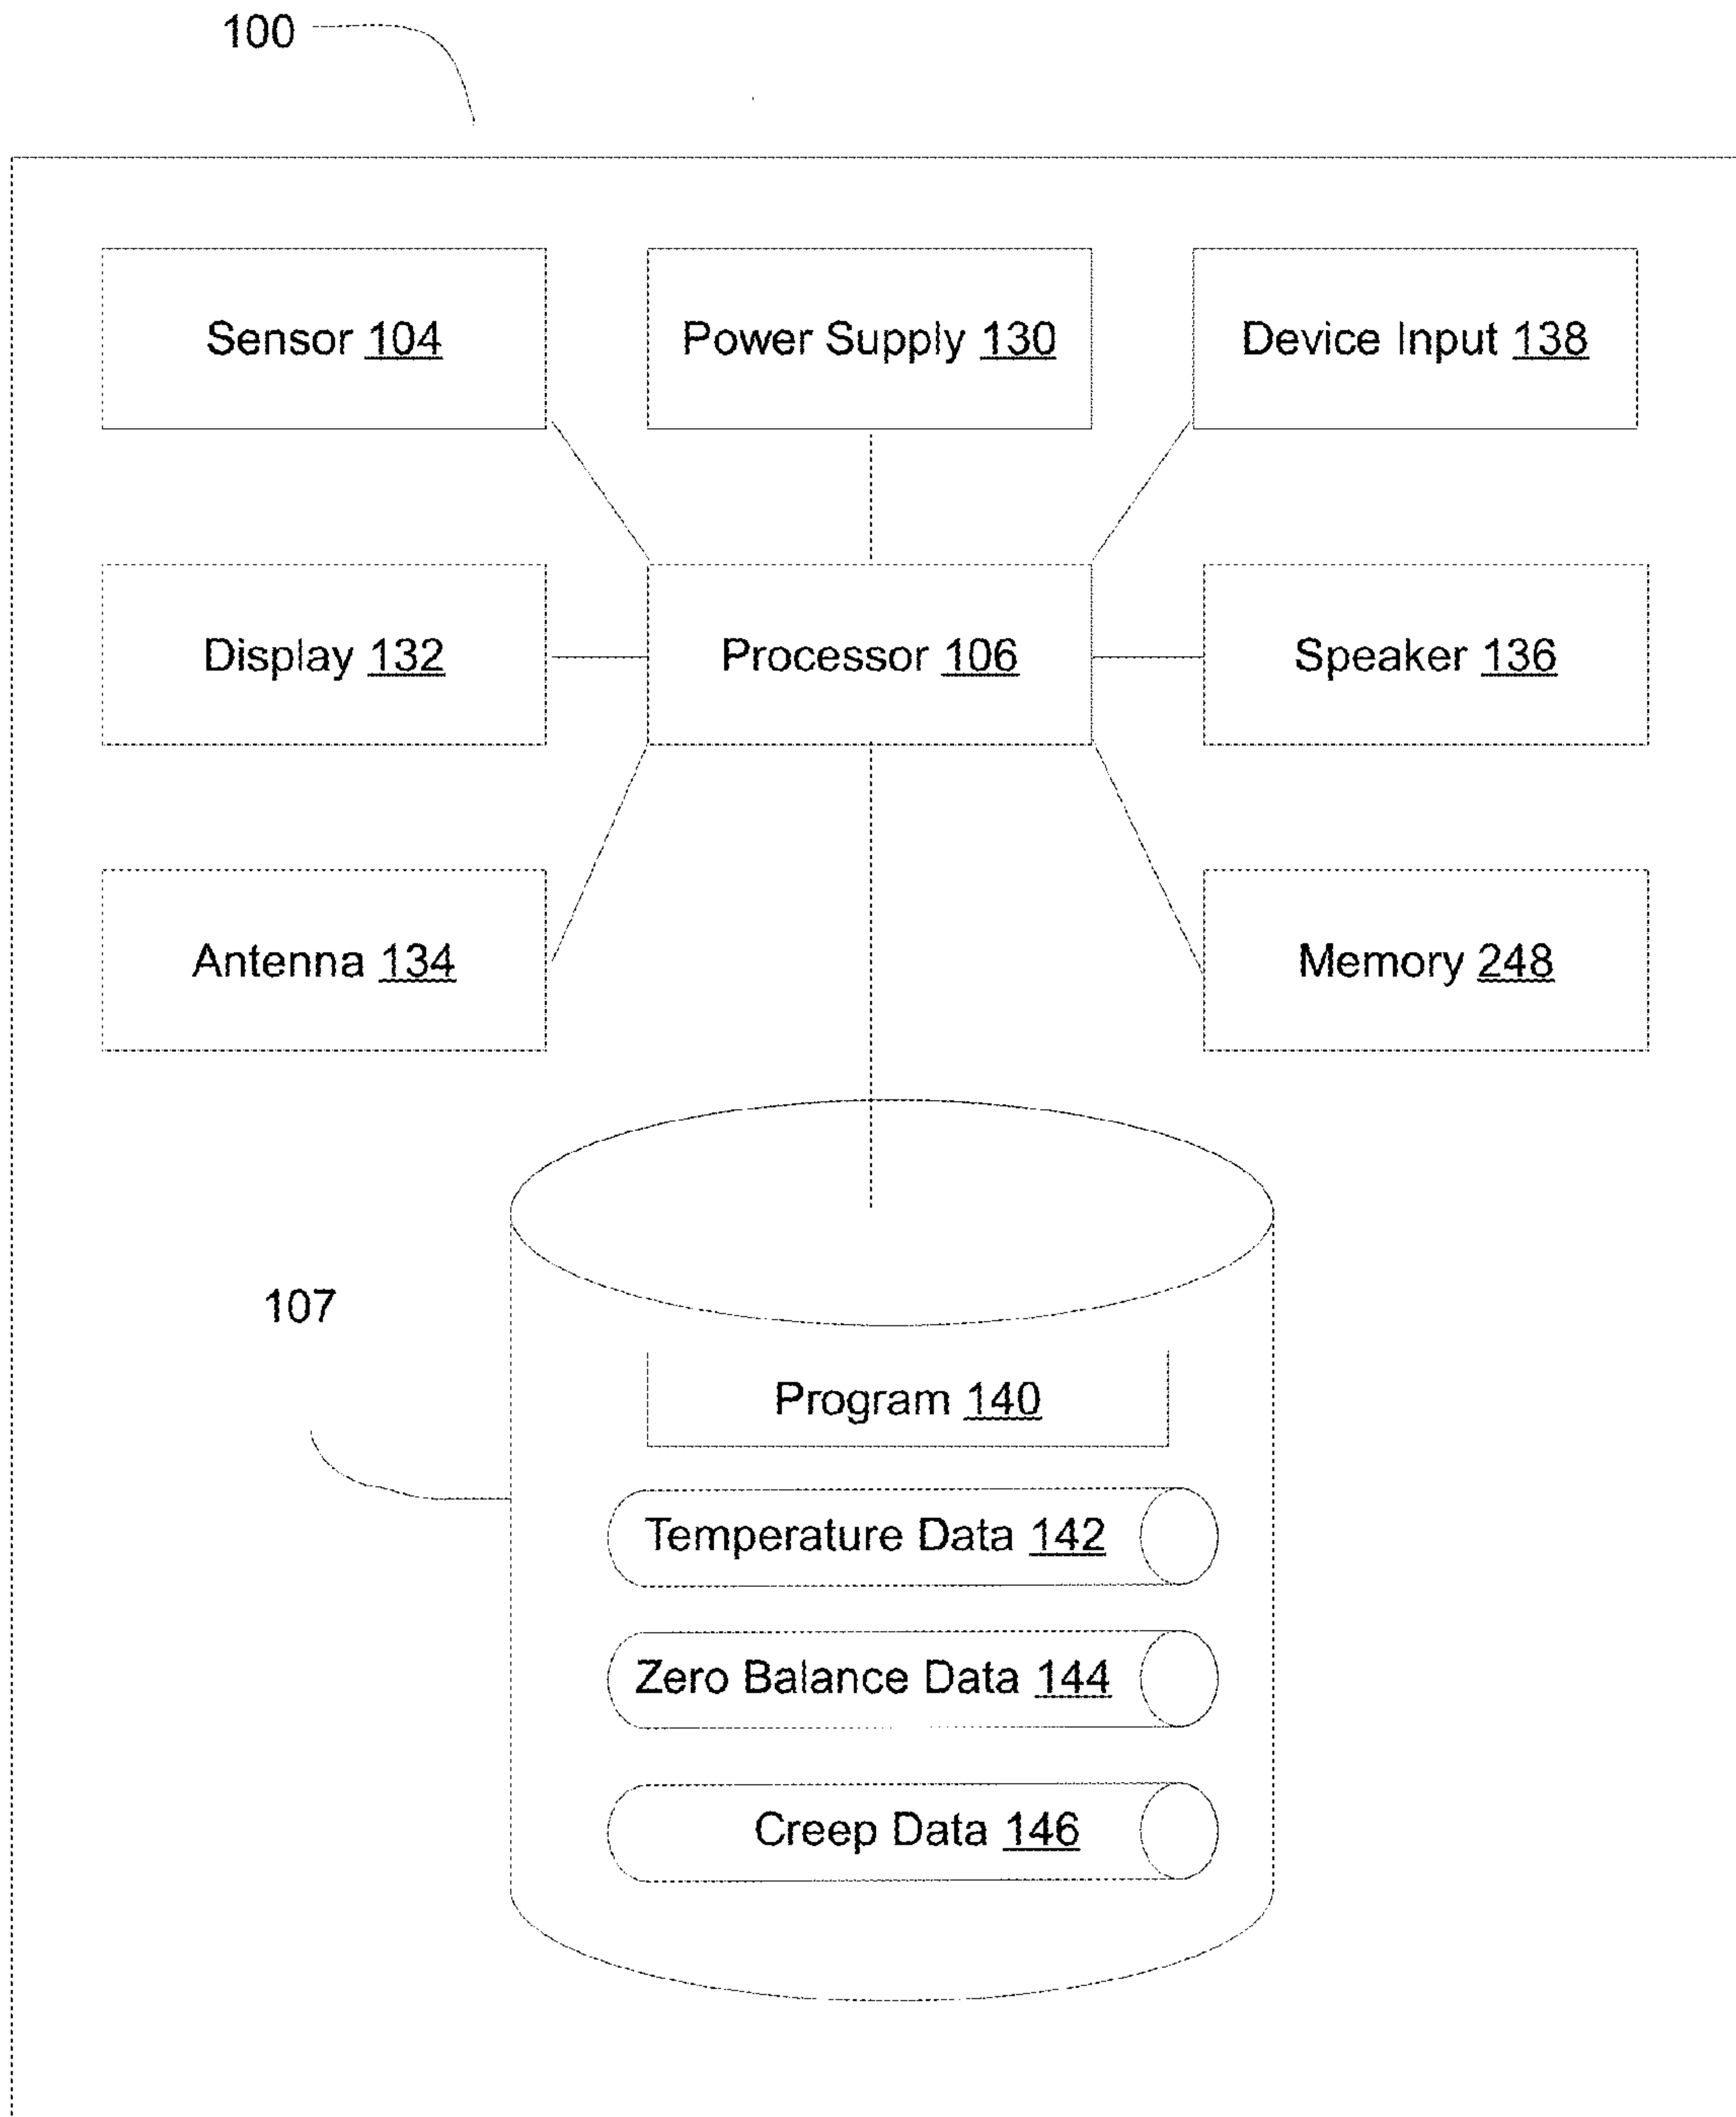 100
Sensor 104
Power Supply 130
Device Input 138
Display 132
Processor 106
Speaker 136
Antenna 134
Memory 248
107
Program 140
Temperature Data 142
Zero Balance Data 144
Creep Data 146